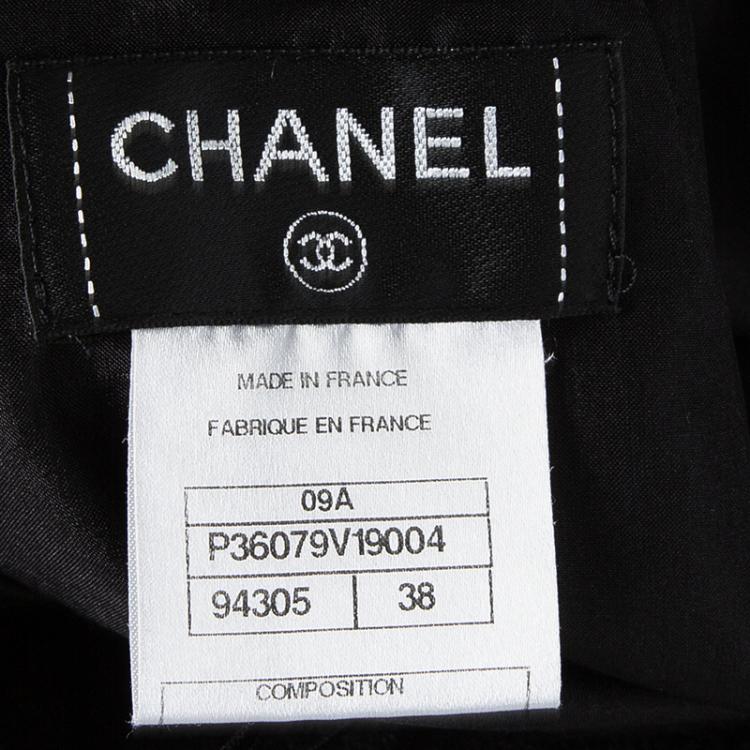 CHANEL
MADE IN FRANCE
FABRIQUE EN FRANCE
09A
P36079V19004
94305 38
COMPOSITION